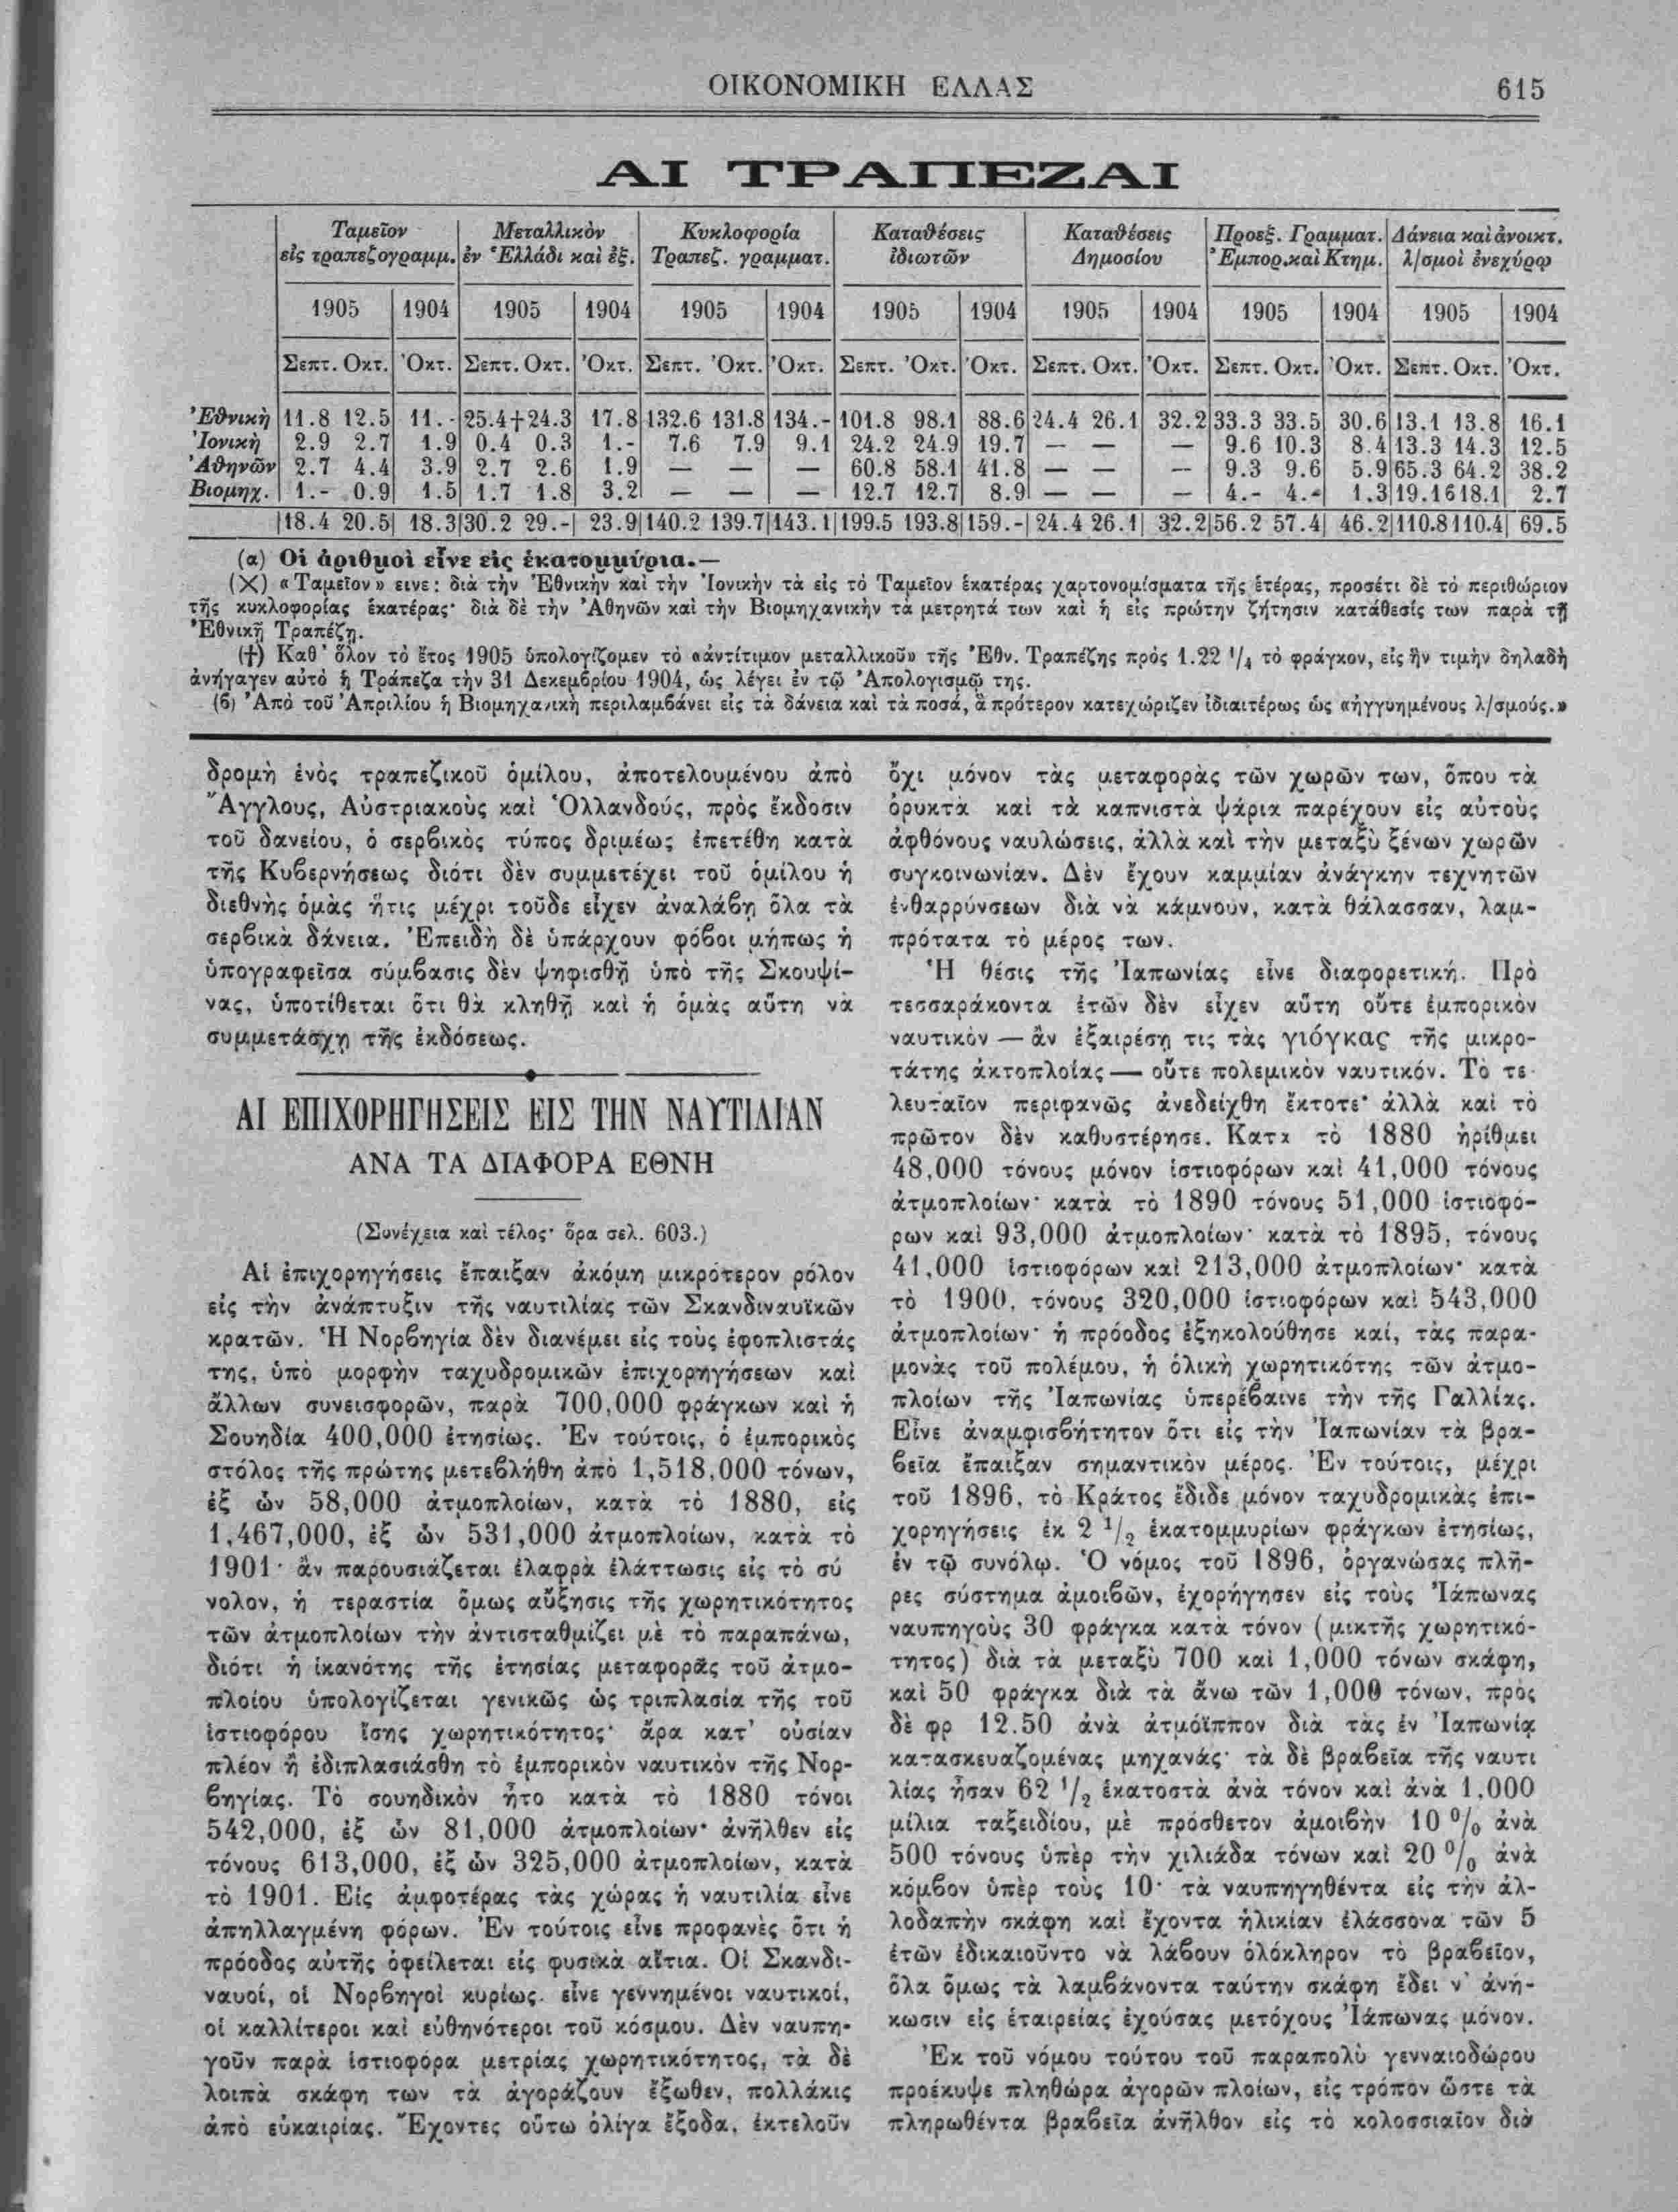 ΟΙΚΟΝΟΜΙΚΗ ΕΛΛΑΣ 615
ΑΙ ΤΡΑΠΕΖΑΙ
Ταμεῖον Μεταλλικὸν Κυκλοφορία Καταθέσεις Καταθέσεις Προεξ. Γραμματ. Δάνεια καὶ ἀνοικτ.
εἰς τραπεζογραμμ. ἐν Ἑλλάδι καὶ ἐξ. Τραπεζ. γραμματ. ἰδιωτῶν Δημοσίου Ἐμπορ. καὶ Κτημ. λ/σμοὶ ἐνεχύρῳ
1905 1904 1905 1904 1905 1904 1905 1904 1905 1904 1905 1904 1905 1904
Σεπτ. Οκτ. Ὀκτ. Σεπτ. Οκτ. Ὀκτ. Σεπτ. Ὀκτ. Ὀκτ. Σεπτ. Ὀκτ. Ὀκτ. Σεπτ. Οκτ. Ὀκτ. Σεπτ. Οκτ. Ὀκτ. Σεπτ. Οκτ. Ὀκτ.
Ἐθνικὴ 11.8 12.5 11.- 25.4† 24.3 17.8 132.6 131.8 134.- 101.8 98.1 88.6 24.4 26.1 32.2 33.3 33.5 30.6 13.1 13.8 16.1
Ἰονικὴ 2.9 2.7 1.9 0.4 0.3 1.- 7.6 7.9 9.1 24.2 24.9 19.7 — — — 9.6 10.3 8.4 13.3 14.3 12.5
Ἀθηνῶν 2.7 4.4 3.9 2.7 2.6 1.9 — — — 60.8 58.1 41.8 — — — 9.3 9.6 5.9 65.3 64.2 38.2
Βιομηχ. 1.- 0.9 1.5 1.7 1.8 3.2 — — — 12.7 12.7 8.9 — — — 4.- 4.- 1.3 19.1 618.1 2.7
18.4 20.5 18.3 30.2 29.- 23.9 140.2 139.7 143.1 199.5 193.8 159.- 24.4 26.1 32.2 56.2 57.4 46.2 110.8 110.4 69.5
(α) Οἱ ἀριθμοὶ εἶνε εἰς ἑκατομμύρια.—
(Χ) «Ταμεῖον» εινε: διὰ τὴν Ἐθνικὴν καὶ τὴν Ἰονικὴν τὰ εἰς τὸ Ταμεῖον ἑκατέρας χαρτονομίσματα τῆς ἑτέρας, προσέτι δὲ τὸ περιθώριον
τῆς κυκλοφορίας ἑκατέρας· διὰ δὲ τὴν Ἀθηνῶν καὶ τὴν Βιομηχανικὴν τὰ μετρητά των καὶ ἡ εἰς πρώτην ζήτησιν κατάθεσίς των παρὰ τῇ
Ἐθνικῇ Τραπέζῃ.
(†) Καθ' ὅλον τὸ ἔτος 1905 ὑπολογίζομεν τὸ «ἀντίτιμον μεταλλικοῦ» τῆς Ἐθν. Τραπέζης πρὸς 1.22 1/4 τὸ φράγκον, εἰς ἣν τιμὴν δηλαδὴ
ἀνήγαγεν αὐτὸ ἡ Τράπεζα τὴν 31 Δεκεμβρίου 1904, ὡς λέγει ἐν τῷ Ἀπολογισμῷ της.
(ϐ) Ἀπὸ τοῦ Ἀπριλίου ἡ Βιομηχανικὴ περιλαμβάνει εἰς τὰ δάνεια καὶ τὰ ποσά, ἃ πρότερον κατεχώριζεν ἰδιαιτέρως ὡς «ἠγγυημένους λ/σμούς.»
δρομὴ ἑνὸς τραπεζικοῦ ὁμίλου, ἀποτελουμένου ἀπὸ
Ἄγγλους, Αὐστριακοὺς καὶ Ὁλλανδούς, πρὸς ἔκδοσιν
τοῦ δανείου, ὁ σερβικὸς τύπος δριμέως ἐπετέθη κατὰ
τῆς Κυβερνήσεως διότι δὲν συμμετέχει τοῦ ὁμίλου ἡ
διεθνὴς ὁμὰς ἥτις μέχρι τοῦδε εἶχεν ἀναλάβῃ ὅλα τὰ
σερβικὰ δάνεια. Ἐπειδὴ δὲ ὑπάρχουν φόβοι μήπως ἡ
ὑπογραφεῖσα σύμβασις δὲν ψηφισθῇ ὑπὸ τῆς Σκουψί-
νας, ὑποτίθεται ὅτι θὰ κληθῇ καὶ ἡ ὁμὰς αὕτη νὰ
συμμετάσχῃ τῆς ἐκδόσεως.
ΑΙ ΕΠΙΧΟΡΗΓΗΣΕΙΣ ΕΙΣ ΤΗΝ ΝΑΥΤΙΛΙΑΝ
ΑΝΑ ΤΑ ΔΙΑΦΟΡΑ ΕΘΝΗ
(Συνέχεια καὶ τέλος· ὅρα σελ. 603.)
Αἱ ἐπιχορηγήσεις ἔπαιξαν ἀκόμη μικρότερον ρόλον
εἰς τὴν ἀνάπτυξιν τῆς ναυτιλίας τῶν Σκανδιναυϊκῶν
κρατῶν. Ἡ Νορβηγία δὲν διανέμει εἰς τοὺς ἐφοπλιστάς
της, ὑπὸ μορφὴν ταχυδρομικῶν ἐπιχορηγήσεων καὶ
ἄλλων συνεισφορῶν, παρὰ 700,000 φράγκων καὶ ἡ
Σουηδία 400,000 ἐτησίως. Ἐν τούτοις, ὁ ἐμπορικὸς
στόλος τῆς πρώτης μετεβλήθη ἀπὸ 1,518,000 τόνων,
ἐξ ὧν 58,000 ἀτμοπλοίων, κατὰ τὸ 1880, εἰς
1,467,000, ἐξ ὧν 531,000 ἀτμοπλοίων, κατὰ τὸ
1901· ἂν παρουσιάζεται ἐλαφρὰ ἐλάττωσις εἰς τὸ σύ
νολον, ἡ τεραστία ὅμως αὔξησις τῆς χωρητικότητος
τῶν ἀτμοπλοίων τὴν ἀντισταθμίζει μὲ τὸ παραπάνω,
διότι ἡ ἱκανότης τῆς ἐτησίας μεταφορᾶς τοῦ ἀτμο-
πλοίου ὑπολογίζεται γενικῶς ὡς τριπλασία τῆς τοῦ
ἱστιοφόρου ἴσης χωρητικότητος· ἄρα κατ' οὐσίαν
πλέον ἢ ἐδιπλασιάσθη τὸ ἐμπορικὸν ναυτικὸν τῆς Νορ-
βηγίας. Τὸ σουηδικὸν ἦτο κατὰ τὸ 1880 τόνοι
542,000, ἐξ ὧν 81,000 ἀτμοπλοίων· ἀνῆλθεν εἰς
τόνους 613,000, ἐξ ὧν 325,000 ἀτμοπλοίων, κατὰ
τὸ 1901. Εἰς ἀμφοτέρας τὰς χώρας ἡ ναυτιλία εἶνε
ἀπηλλαγμένη φόρων. Ἐν τούτοις εἶνε προφανὲς ὅτι ἡ
πρόοδος αὐτῆς ὀφείλεται εἰς φυσικὰ αἴτια. Οἱ Σκανδι-
ναυοί, οἱ Νορβηγοὶ κυρίως. εἶνε γεννημένοι ναυτικοί,
οἱ καλλίτεροι καὶ εὐθηνότεροι τοῦ κόσμου. Δὲν ναυπη-
γοῦν παρὰ ἱστιοφόρα μετρίας χωρητικότητος, τὰ δὲ
λοιπὰ σκάφη των τὰ ἀγοράζουν ἔξωθεν, πολλάκις
ἀπὸ εὐκαιρίας. Ἔχοντες οὕτω ὀλίγα ἔξοδα, ἐκτελοῦν
ὄχι μόνον τὰς μεταφορὰς τῶν χωρῶν των, ὅπου τὰ
ὀρυκτὰ καὶ τὰ καπνιστὰ ψάρια παρέχουν εἰς αὐτοὺς
ἀφθόνους ναυλώσεις, ἀλλὰ καὶ τὴν μεταξὺ ξένων χωρῶν
συγκοινωνίαν. Δὲν ἔχουν καμμίαν ἀνάγκην τεχνητῶν
ἐνθαρρύνσεων διὰ νὰ κάμνουν, κατὰ θάλασσαν, λαμ-
πρότατα τὸ μέρος των.
Ἡ θέσις τῆς Ἰαπωνίας εἶνε διαφορετική. Πρὸ
τεσσαράκοντα ἐτῶν δὲν εἶχεν αὕτη οὔτε ἐμπορικὸν
ναυτικὸν — ἂν ἐξαιρέσῃ τις τὰς γιόγκας τῆς μικρο-
τάτης ἀκτοπλοίας — οὔτε πολεμικὸν ναυτικόν. Τὸ τε
λευταῖον περιφανῶς ἀνεδείχθη ἔκτοτε· ἀλλὰ καὶ τὸ
πρῶτον δὲν καθυστέρησε. Κατὰ τὸ 1880 ἠρίθμει
48,000 τόνους μόνον ἱστιοφόρων καὶ 41,000 τόνους
ἀτμοπλοίων· κατὰ τὸ 1890 τόνους 51,000 ἱστιοφό-
ρων καὶ 93,000 ἀτμοπλοίων· κατὰ τὸ 1895, τόνους
41,000 ἱστιοφόρων καὶ 213,000 ἀτμοπλοίων· κατὰ
τὸ 1900, τόνους 320,000 ἱστιοφόρων καὶ 543,000
ἀτμοπλοίων· ἡ πρόοδος ἐξηκολούθησε καί, τὰς παρα-
μονὰς τοῦ πολέμου, ἡ ὁλικὴ χωρητικότης τῶν ἀτμο-
πλοίων τῆς Ἰαπωνίας ὑπερέβαινε τὴν τῆς Γαλλίας.
Εἶνε ἀναμφισβήτητον ὅτι εἰς τὴν Ἰαπωνίαν τὰ βρα-
βεῖα ἔπαιξαν σημαντικὸν μέρος. Ἐν τούτοις, μέχρι
τοῦ 1896, τὸ Κράτος ἔδιδε μόνον ταχυδρομικὰς ἐπι-
χορηγήσεις ἐκ 2 1/2 ἑκατομμυρίων φράγκων ἐτησίως,
ἐν τῷ συνόλῳ. Ὁ νόμος τοῦ 1896, ὀργανώσας πλῆ-
ρες σύστημα ἀμοιβῶν, ἐχορήγησεν εἰς τοὺς Ἰάπωνας
ναυπηγοὺς 30 φράγκα κατὰ τόνον (μικτῆς χωρητικό-
τητος) διὰ τὰ μεταξὺ 700 καὶ 1,000 τόνων σκάφη,
καὶ 50 φράγκα διὰ τὰ ἄνω τῶν 1,000 τόνων, πρὸς
δὲ φρ 12.50 ἀνὰ ἀτμόϊππον διὰ τὰς ἐν Ἰαπωνίᾳ
κατασκευαζομένας μηχανάς· τὰ δὲ βραβεῖα τῆς ναυτι
λίας ἦσαν 62 1/2 ἑκατοστὰ ἀνὰ τόνον καὶ ἀνὰ 1,000
μίλια ταξειδίου, μὲ πρόσθετον ἀμοιβὴν 10 0/0 ἀνὰ
500 τόνους ὑπὲρ τὴν χιλιάδα τόνων καὶ 20 0/0 ἀνὰ
κόμβον ὑπὲρ τοὺς 10· τὰ ναυπηγηθέντα εἰς τὴν ἀλ-
λοδαπὴν σκάφη καὶ ἔχοντα ἡλικίαν ἐλάσσονα τῶν 5
ἐτῶν ἐδικαιοῦντο νὰ λάβουν ὁλόκληρον τὸ βραβεῖον,
ὅλα ὅμως τὰ λαμβάνοντα ταύτην σκάφη ἔδει ν' ἀνή-
κωσιν εἰς ἑταιρείας ἐχούσας μετόχους Ἰάπωνας μόνον.
Ἐκ τοῦ νόμου τούτου τοῦ παραπολὺ γενναιοδώρου
προέκυψε πληθώρα ἀγορῶν πλοίων, εἰς τρόπον ὥστε τὰ
πληρωθέντα βραβεῖα ἀνῆλθον εἰς τὸ κολοσσιαῖον διὰ